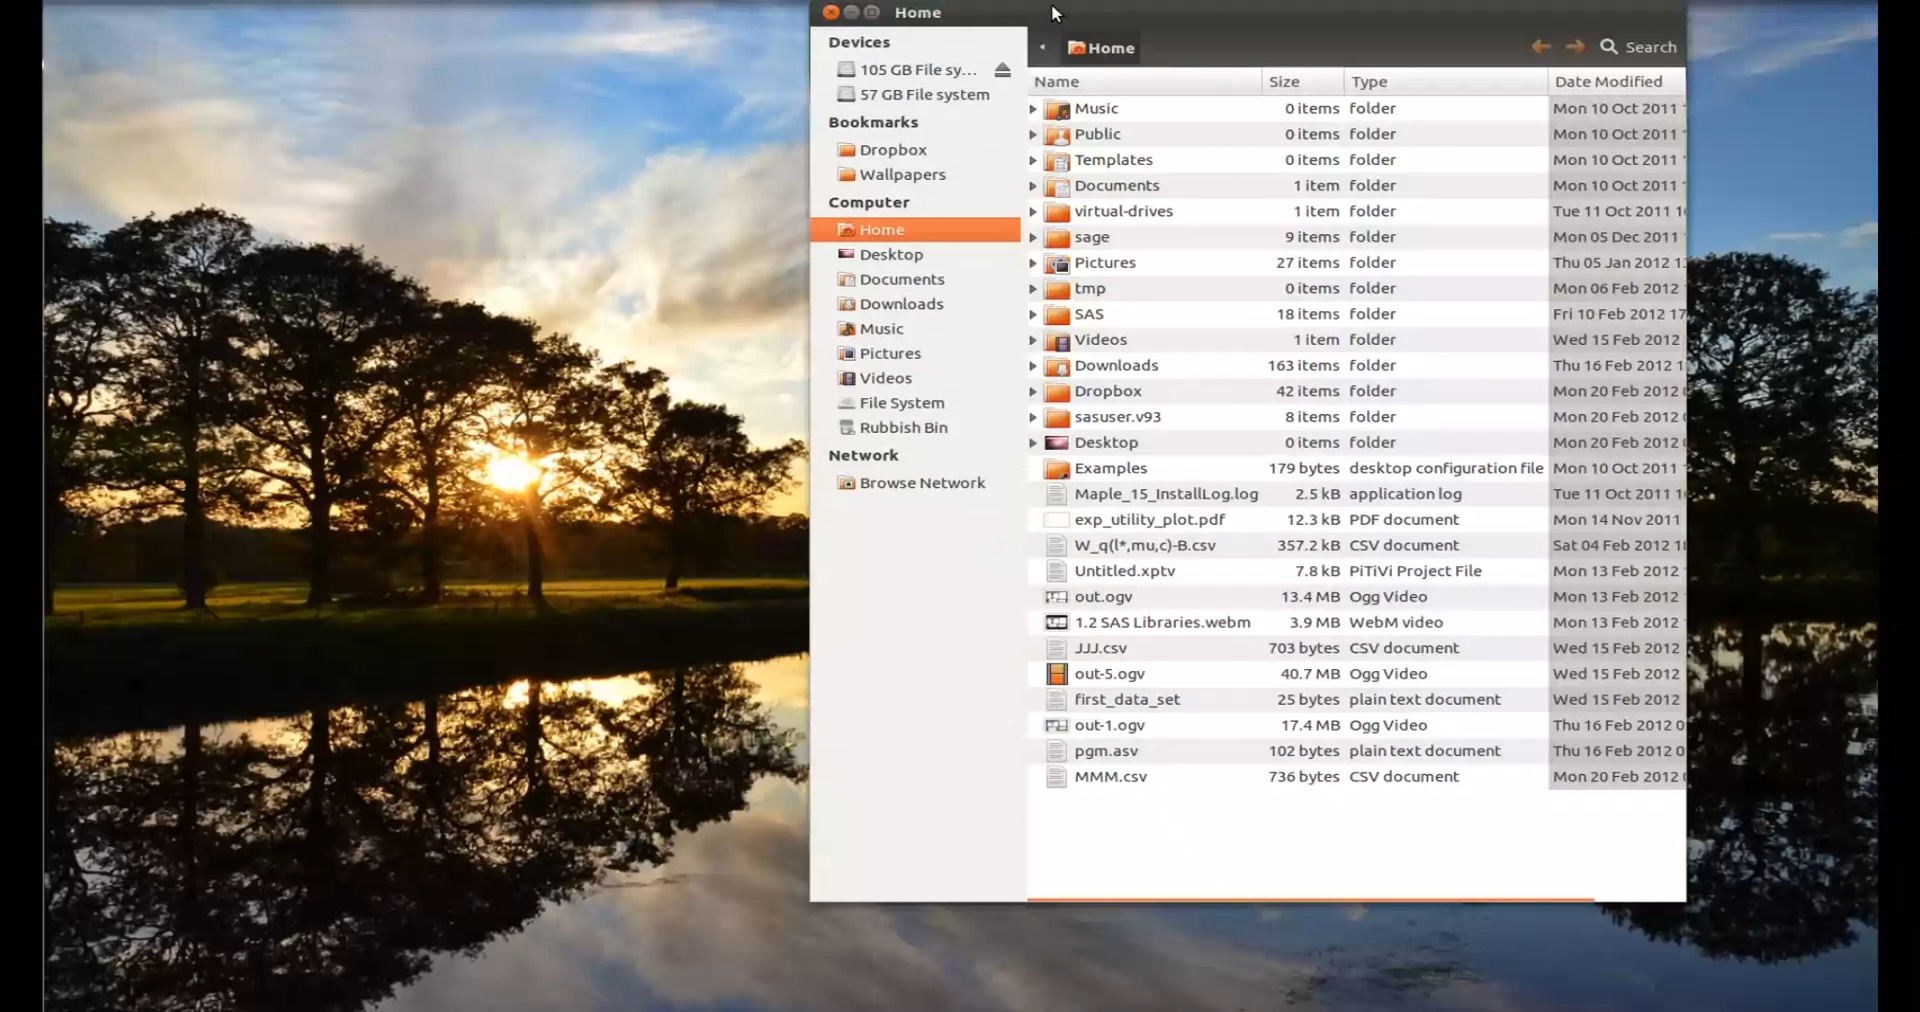 Home
Devices
105 GB File sy...
57 GB File system
Bookmarks
Dropbox
Wallpapers
Computer
Home
Desktop
Documents
Downloads
Music
Pictures
Videos
File System
Rubbish Bin
Network
Browse Network
Home
Search
Name Size Type Date Modified
Music 0 items folder Mon 10 Oct 2011
Public 0 items folder Mon 10 Oct 2011
Templates 0 items folder Mon 10 Oct 2011
Documents 1 item folder Mon 10 Oct 2011
virtual-drives 1 item folder Tue 11 Oct 2011
sage 9 items folder Mon 05 Dec 2011
Pictures 27 items folder Thu 05 Jan 2012
tmp 0 items folder Mon 06 Feb 2012
SAS 18 items folder Fri 10 Feb 2012 17
Videos 1 item folder Wed 15 Feb 2012
Downloads 163 items folder Thu 16 Feb 2012
Dropbox 42 items folder Mon 20 Feb 2012
sasuser.v93 8 items folder Mon 20 Feb 2012
Desktop 0 items folder Mon 20 Feb 2012
Examples 179 bytes desktop configuration file Mon 10 Oct 2011
Maple_15_InstallLog.log 2.5 kB application log Tue 11 Oct 2011
exp_utility_plot.pdf 12.3 kB PDF document Mon 14 Nov 2011
W_q(l*,mu,c)-B.csv 357.2 kB CSV document Sat 04 Feb 2012
Untitled.xptv 7.8 kB PiTiVi Project File Mon 13 Feb 2012
out.ogv 13.4 MB Ogg Video Mon 13 Feb 2012
1.2 SAS Libraries.webm 3.9 MB WebM video Mon 13 Feb 2012
JJJ.csv 703 bytes CSV document Wed 15 Feb 2012
out-5.ogv 40.7 MB Ogg Video Wed 15 Feb 2012
first_data_set 25 bytes plain text document Wed 15 Feb 2012
out-1.ogv 17.4 MB Ogg Video Thu 16 Feb 2012
pgm.asv 102 bytes plain text document Thu 16 Feb 2012
MMM.csv 736 bytes CSV document Mon 20 Feb 2012